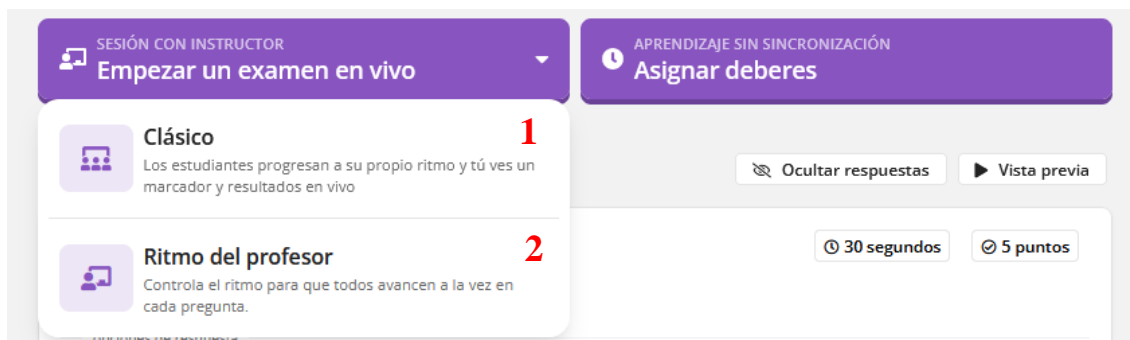 SESIÓN CON INSTRUCTOR
Empezar un examen en vivo
APRENDIZAJE SIN SINCRONIZACIÓN
Asignar deberes
Clásico 1
Los estudiantes progresan a su propio ritmo y tú ves un
marcador y resultados en vivo
Ocultar respuestas
Vista previa
Ritmo del profesor 2
Controla el ritmo para que todos avancen a la vez en
cada pregunta.
30 segundos
5 puntos